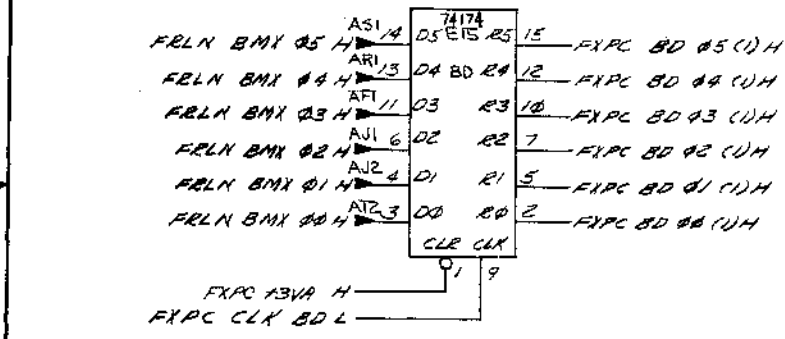 74174
FRLN BMX Ø5 H AS1 14 D5 E15 R5 15 FXPC BD Ø5 (1) H
FRLN BMX Ø4 H AR1 13 D4 BD R4 12 FXPC BD Ø4 (1) H
FRLN BMX Ø3 H AF1 11 D3 R3 1Ø FXPC BD Ø3 (1) H
FRLN BMX Ø2 H AJ1 6 D2 R2 7 FXPC BD Ø2 (1) H
FRLN BMX Ø1 H AJ2 4 D1 R1 5 FXPC BD Ø1 (1) H
FRLN BMX ØØ H AT2 3 DØ RØ 2 FXPC BD ØØ (1) H
CLR CLK
1 9
FXPC +3VA H
FXPC CLK BD L